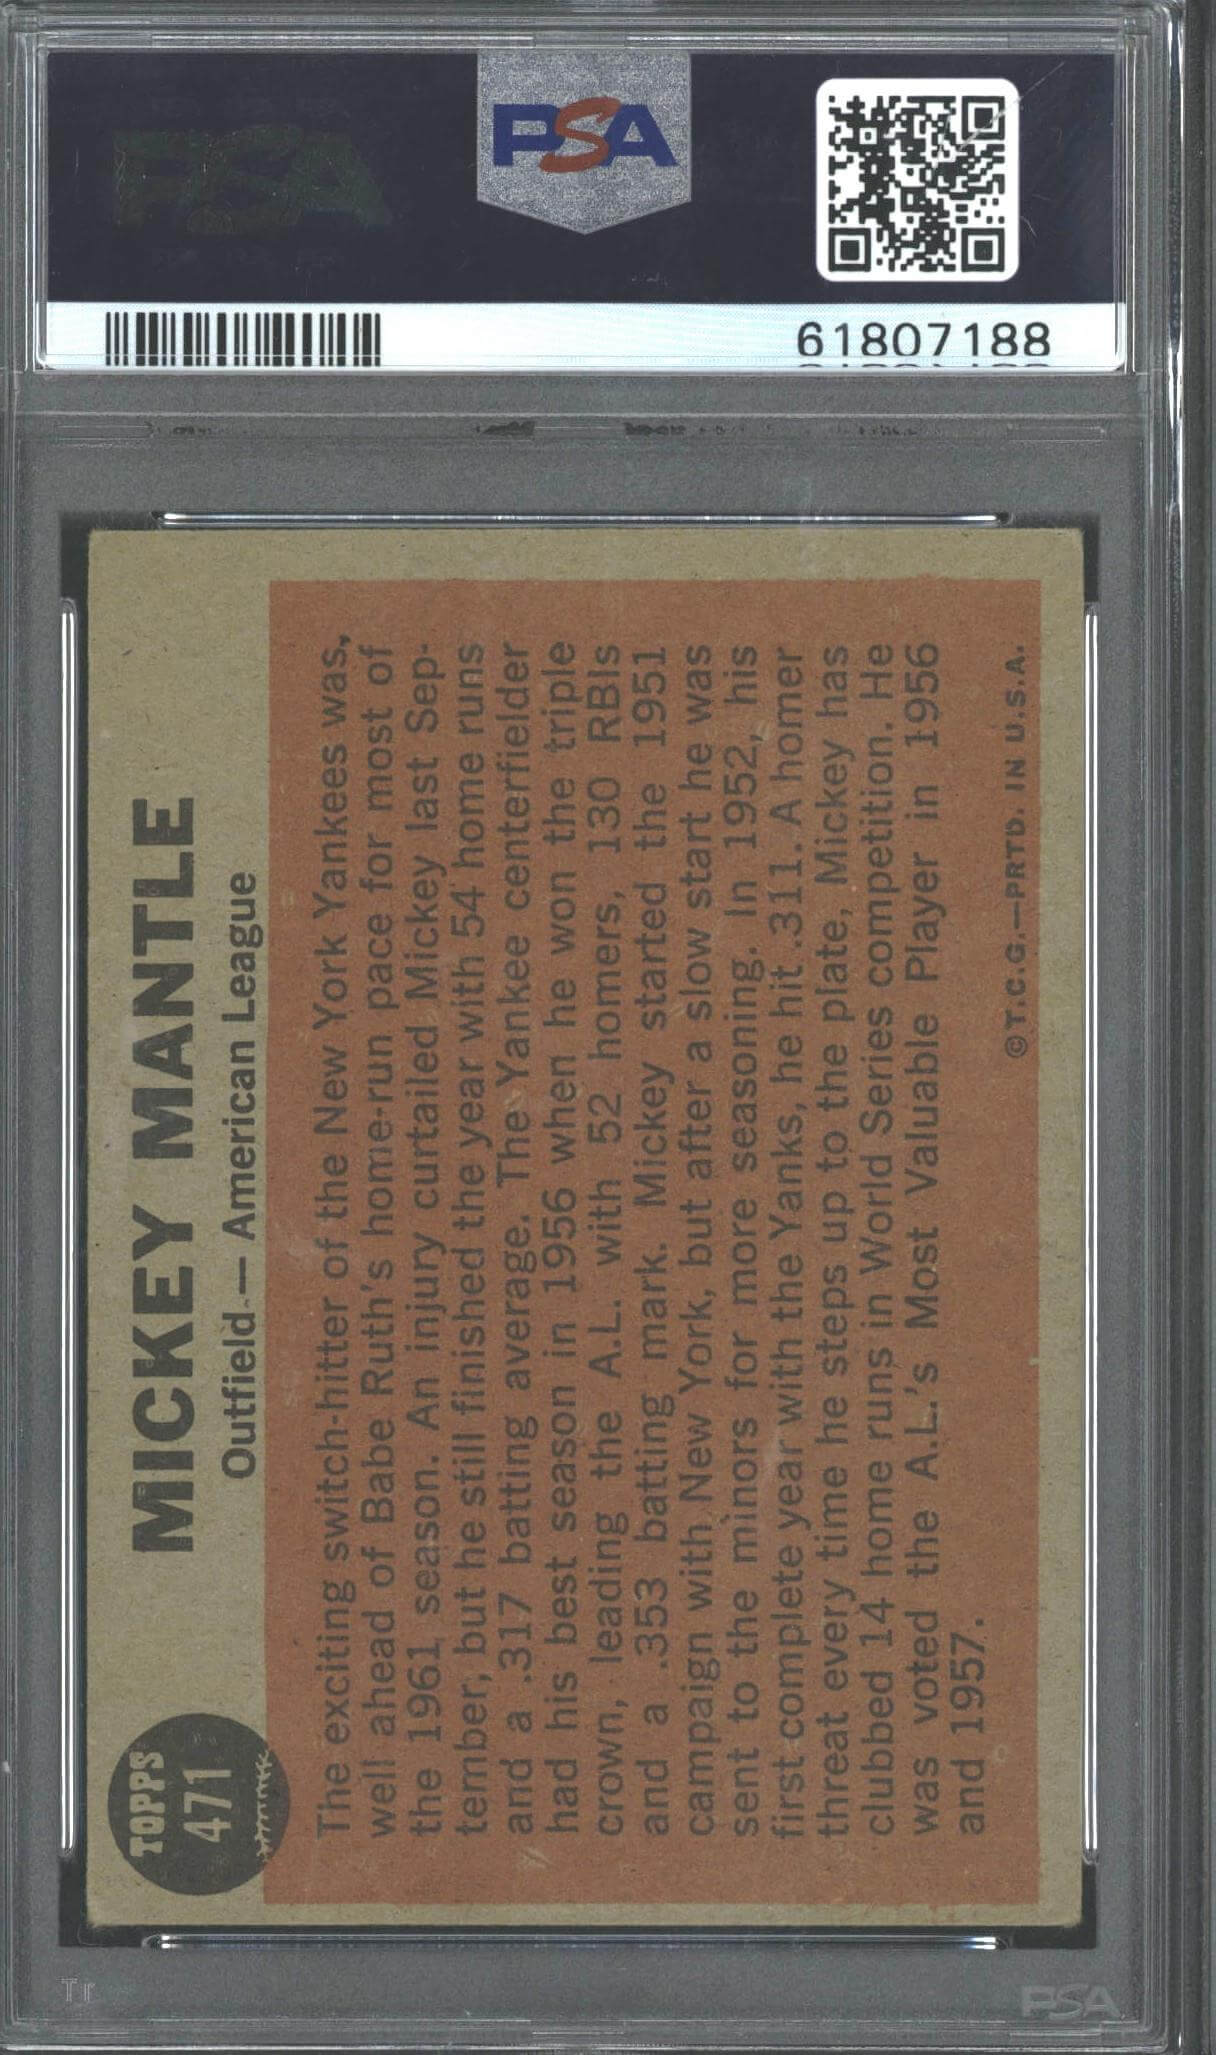 PSA
PSA
61807188
TOPPS
471
MICKEY MANTLE
Outfield — American League
The exciting switch-hitter of the New York Yankees was,
well ahead of Babe Ruth's home-run pace for most of
the 1961 season. An injury curtailed Mickey last Sep-
tember, but he still finished the year with 54 home runs
and a .317 batting average. The Yankee centerfielder
had his best season in 1956 when he won the triple
crown, leading the A.L. with 52 homers, 130 RBIs
and a .353 batting mark. Mickey started the 1951
campaign with New York, but after a slow start he was
sent to the minors for more seasoning. In 1952, his
first complete year with the Yanks, he hit .311. A homer
threat every time he steps up to the plate, Mickey has
clubbed 14 home runs in World Series competition. He
was voted the A.L.'s Most Valuable Player in 1956
and 1957.
©T.C.G.—PRTD. IN U.S.A.
PSA